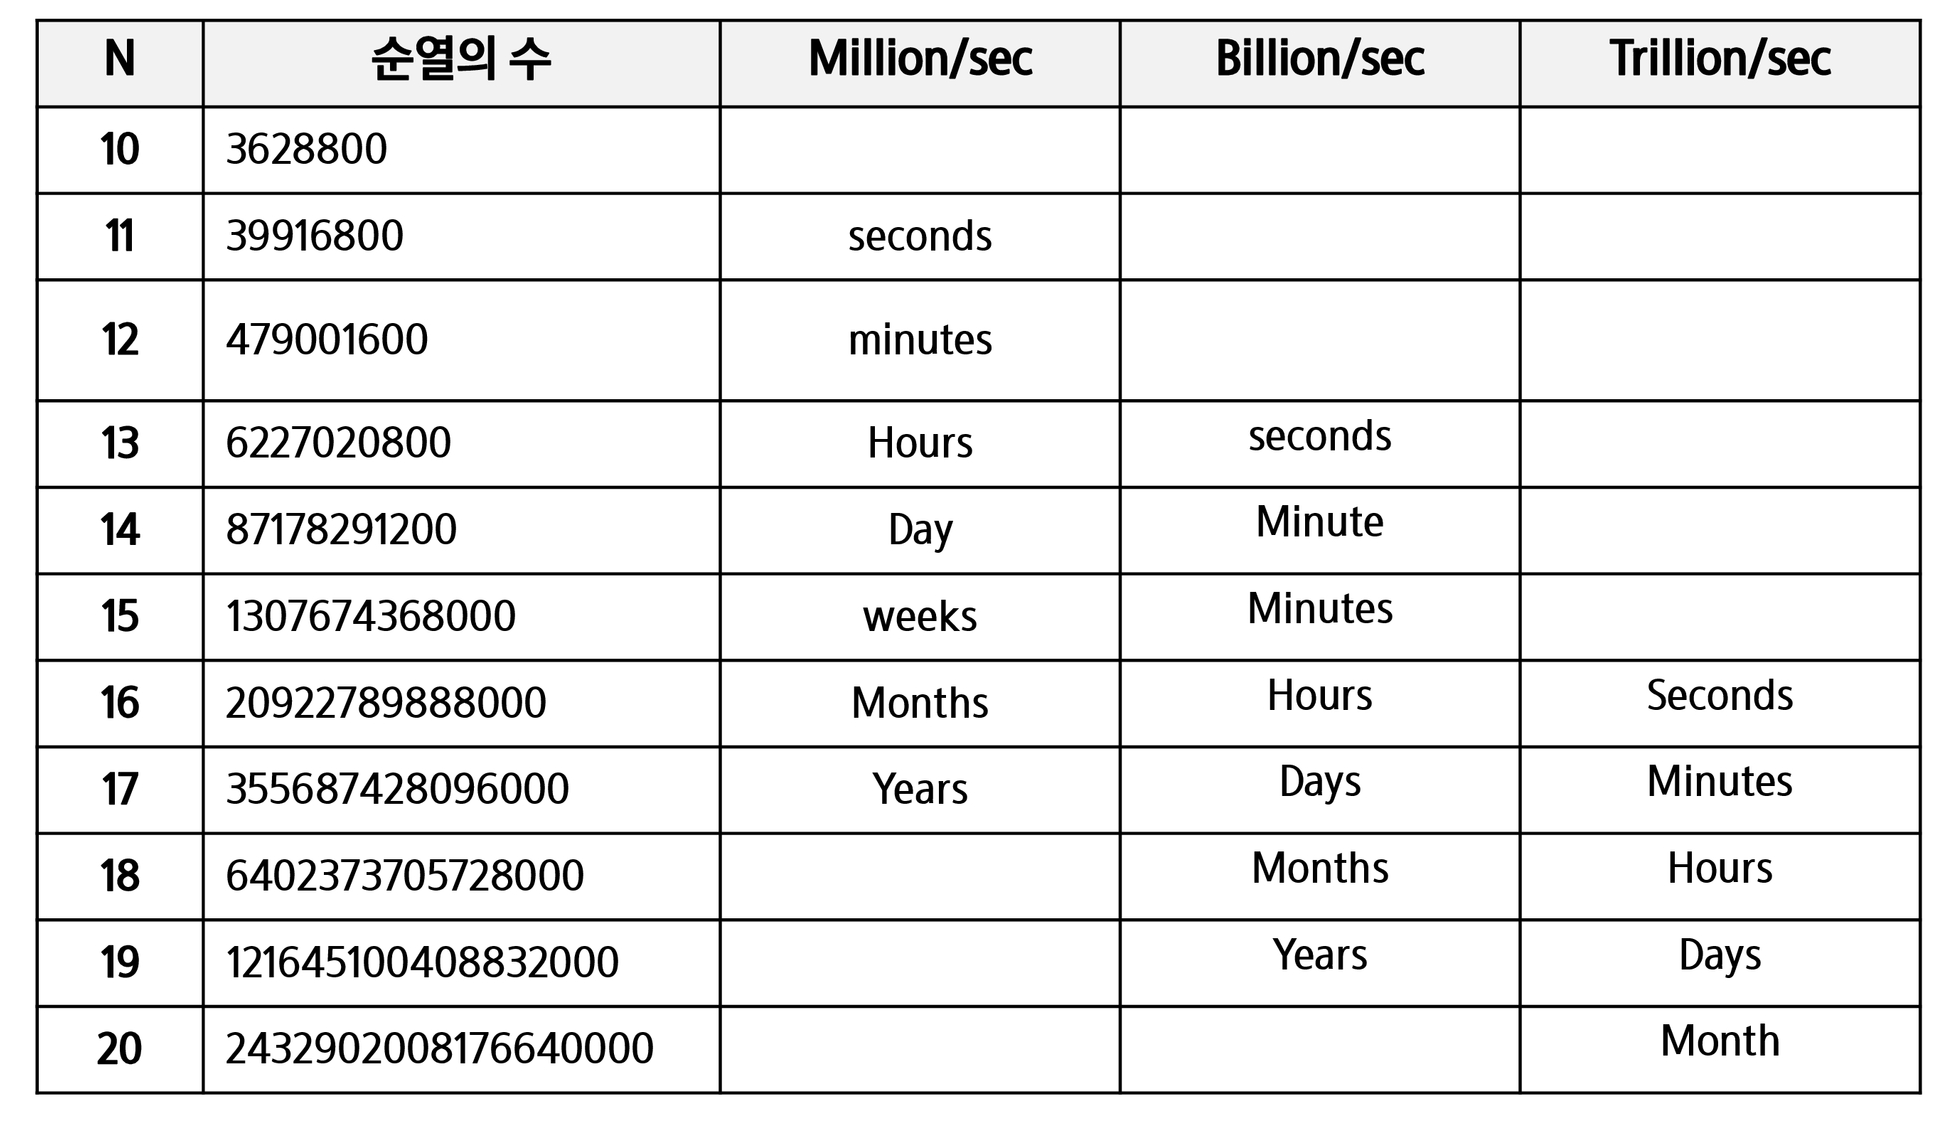 N 순열의 수 Million/sec Billion/sec Trillion/sec
10 3628800
11 39916800 seconds
12 479001600 minutes
13 6227020800 Hours seconds
14 87178291200 Day Minute
15 1307674368000 weeks Minutes
16 20922789888000 Months Hours Seconds
17 355687428096000 Years Days Minutes
18 6402373705728000 Months Hours
19 121645100408832000 Years Days
20 2432902008176640000 Month